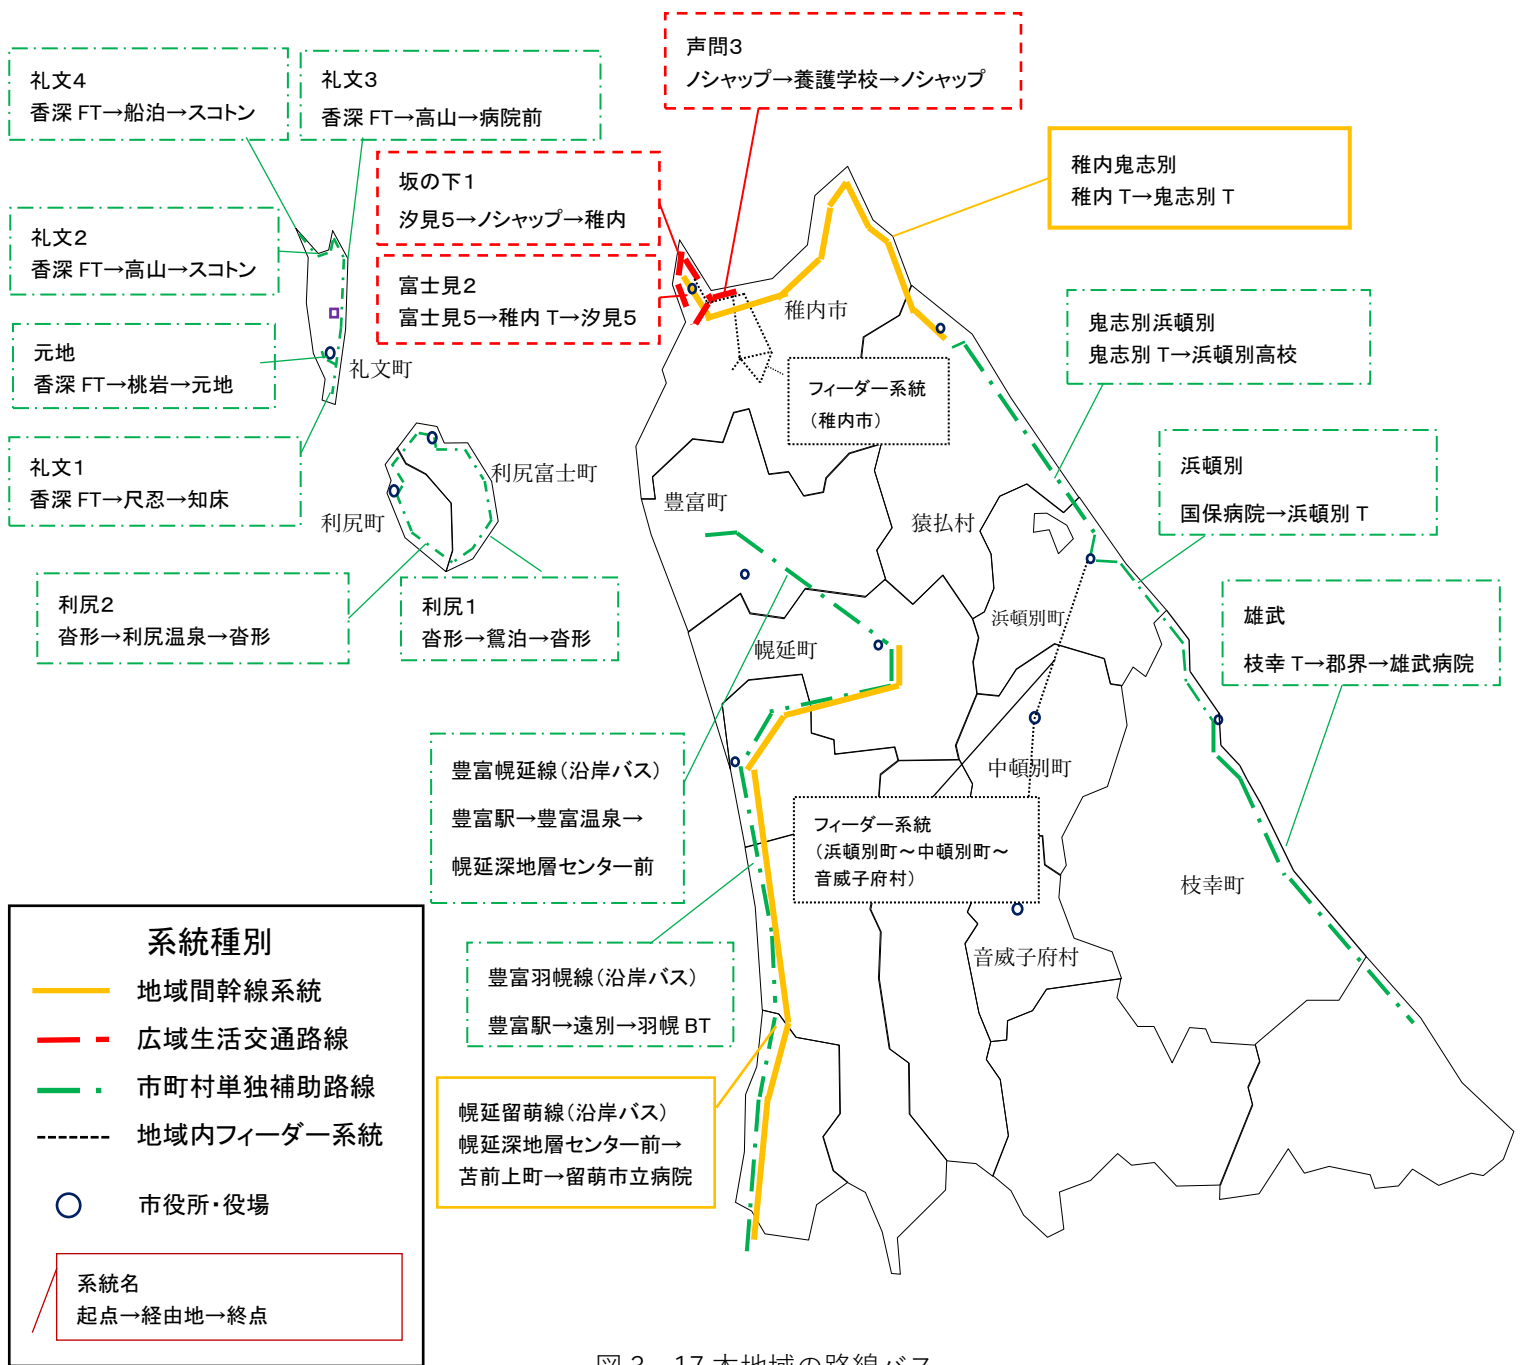 声問3
ノシャップ→養護学校→ノシャップ
礼文4
香深 FT→船泊→スコトン
礼文3
香深 FT→高山→病院前
坂の下1
汐見5→ノシャップ→稚内
稚内鬼志別
稚内 T→鬼志別 T
礼文2
香深 FT→高山→スコトン
富士見2
富士見5→稚内 T→汐見5
稚内市
鬼志別浜頓別
鬼志別 T→浜頓別高校
元地
香深 FT→桃岩→元地
礼文町
フィーダー系統
(稚内市)
礼文1
香深 FT→尺忍→知床
利尻富士町
利尻町
豊富町
猿払村
浜頓別
国保病院→浜頓別 T
利尻2
沓形→利尻温泉→沓形
利尻1
沓形→鴛泊→沓形
浜頓別町
幌延町
雄武
枝幸 T→郡界→雄武病院
豊富幌延線(沿岸バス)
豊富駅→豊富温泉→
幌延深地層センター前
中頓別町
フィーダー系統
(浜頓別町～中頓別町～
音威子府村)
枝幸町
音威子府村
豊富羽幌線(沿岸バス)
豊富駅→遠別→羽幌 BT
幌延留萌線(沿岸バス)
幌延深地層センター前→
苫前上町→留萌市立病院
系統種別
地域間幹線系統
広域生活交通路線
市町村単独補助路線
地域内フィーダー系統
市役所・役場
系統名
起点→経由地→終点